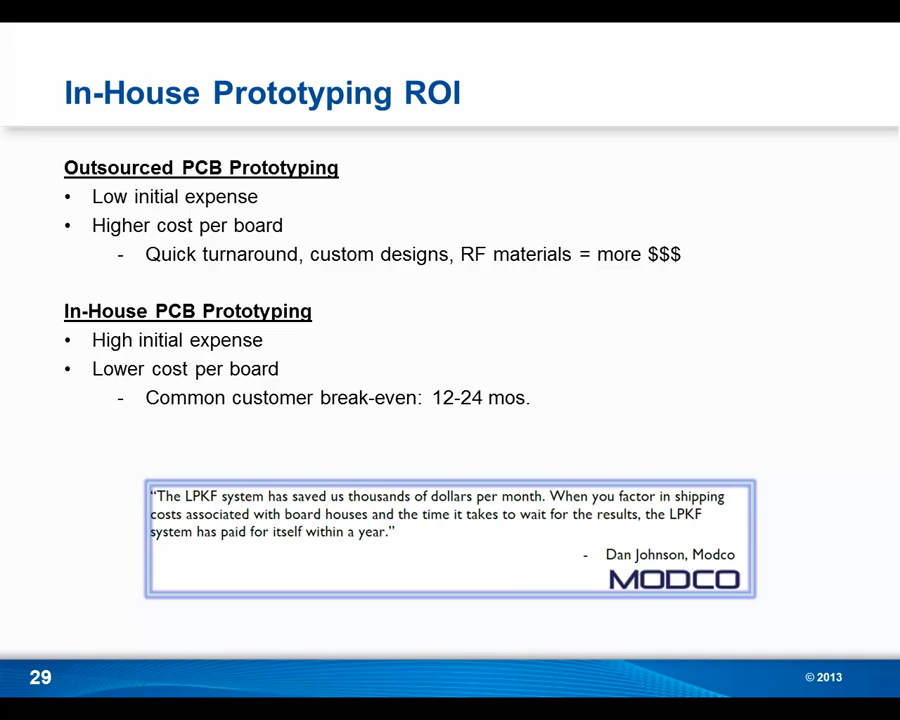 In-House Prototyping ROI
Outsourced PCB Prototyping
• Low initial expense
• Higher cost per board
- Quick turnaround, custom designs, RF materials = more $$$
In-House PCB Prototyping
• High initial expense
• Lower cost per board
- Common customer break-even: 12-24 mos.
“The LPKF system has saved us thousands of dollars per month. When you factor in shipping
costs associated with board houses and the time it takes to wait for the results, the LPKF
system has paid for itself within a year.”
- Dan Johnson, Modco
MODCO
29
© 2013